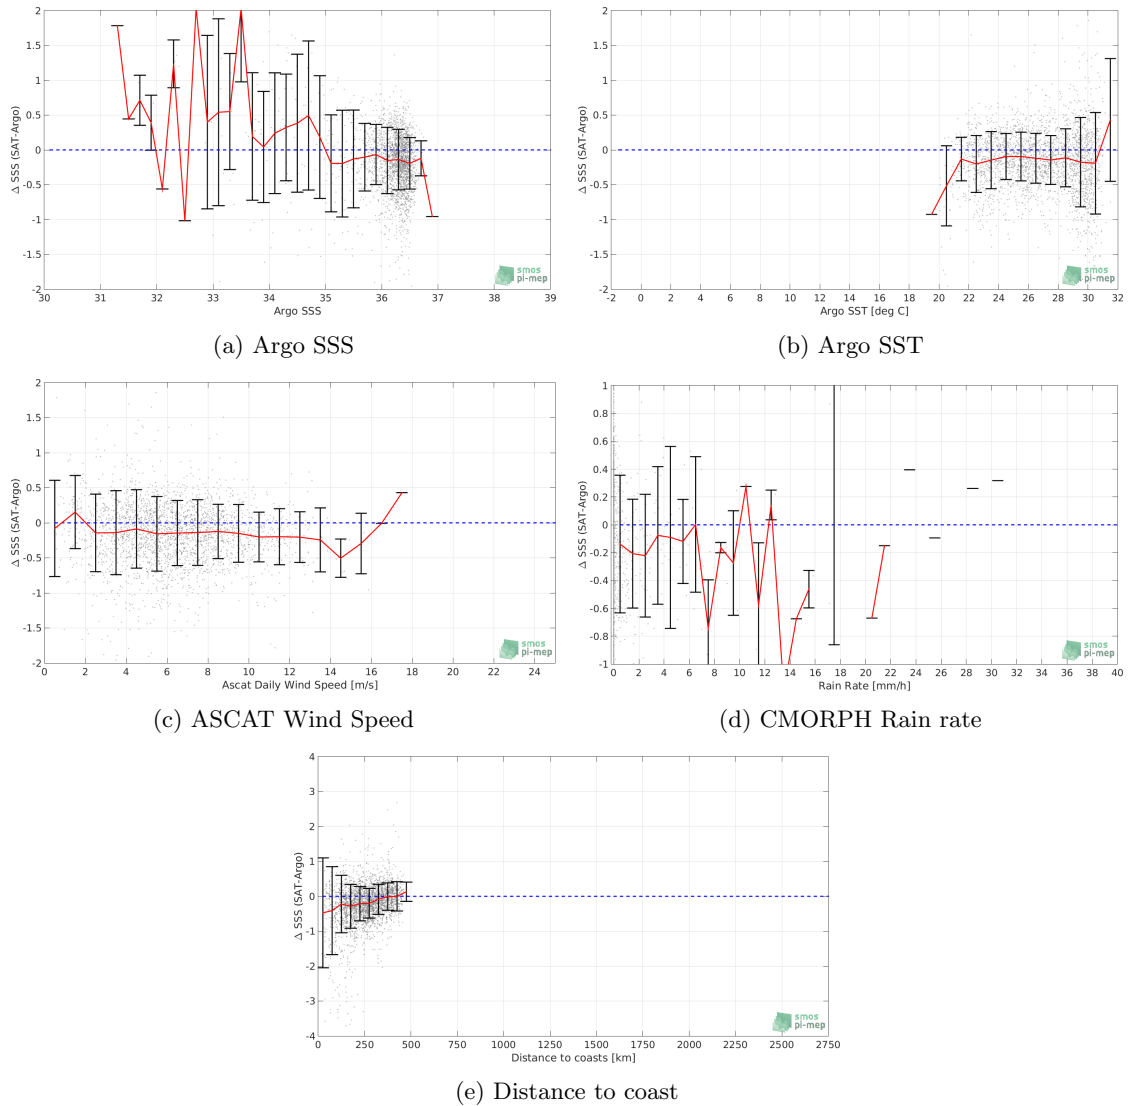 2
1.5
1
0.5
0
-0.5
-1
-1.5
-2
Δ SSS (SAT-Argo)
30 31 32 33 34 35 36 37 38 39
Argo SSS
smos
pi-mep
(a) Argo SSS
2
1.5
1
0.5
0
-0.5
-1
-1.5
-2
Δ SSS (SAT-Argo)
-2 0 2 4 6 8 10 12 14 16 18 20 22 24 26 28 30 32
Argo SST [deg C]
smos
pi-mep
(b) Argo SST
2
1.5
1
0.5
0
-0.5
-1
-1.5
-2
Δ SSS (SAT-Argo)
0 2 4 6 8 10 12 14 16 18 20 22 24
Ascat Daily Wind Speed [m/s]
smos
pi-mep
(c) ASCAT Wind Speed
1
0.8
0.6
0.4
0.2
0
-0.2
-0.4
-0.6
-0.8
-1
Δ SSS (SAT-Argo)
0 2 4 6 8 10 12 14 16 18 20 22 24 26 28 30 32 34 36 38 40
Rain Rate [mm/h]
smos
pi-mep
(d) CMORPH Rain rate
4
3
2
1
0
-1
-2
-3
-4
Δ SSS (SAT-Argo)
0 250 500 750 1000 1250 1500 1750 2000 2250 2500 2750
Distance to coasts [km]
smos
pi-mep
(e) Distance to coast